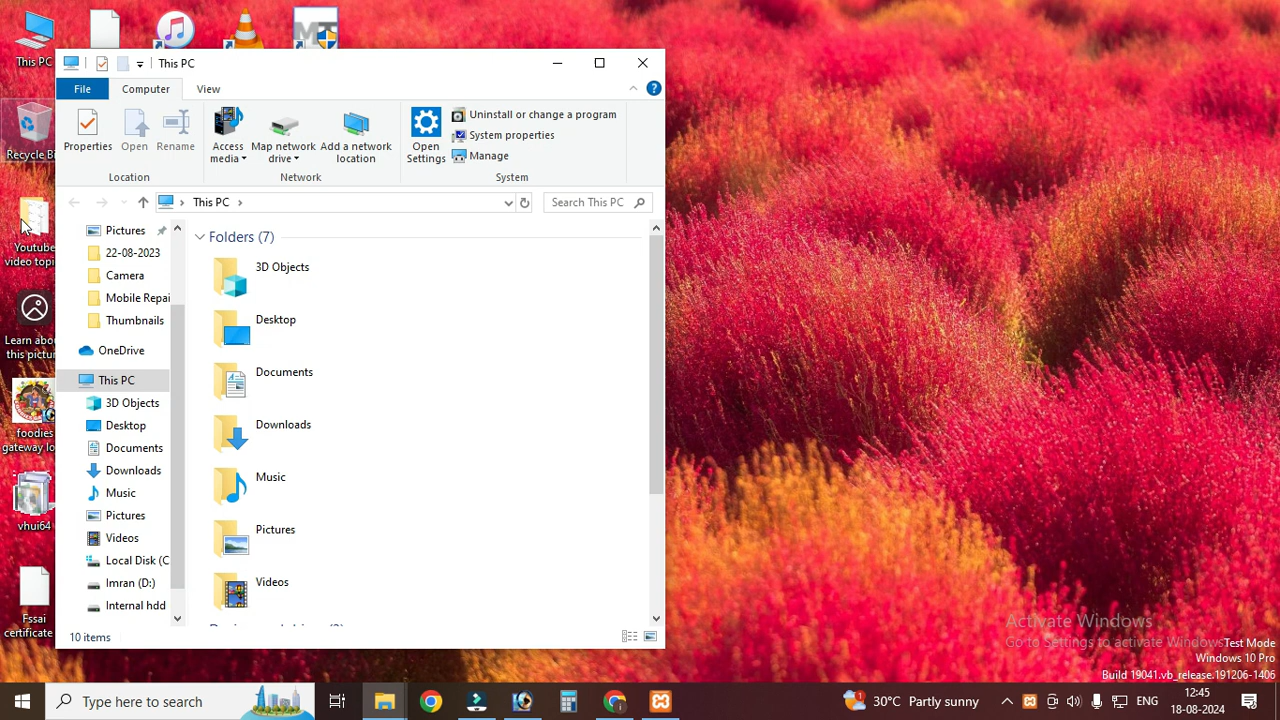 This PC
This PC
File
Computer
View
Properties
Open
Rename
Access media
Map network drive
Add a network location
Open Settings
Uninstall or change a program
System properties
Manage
Location
Network
System
This PC
Search This PC
Recycle Bi
Youtube
video topi
Learn abou
this pictur
foodies
gateway lo
vhui64
Fssai
certificate
Pictures
22-08-2023
Camera
Mobile Repai
Thumbnails
OneDrive
This PC
3D Objects
Desktop
Documents
Downloads
Music
Pictures
Videos
Local Disk (C
Imran (D:)
Internal hdd
Folders (7)
3D Objects
Desktop
Documents
Downloads
Music
Pictures
Videos
10 items
Activate Windows
Go to Settings to activate Windows
Test Mode
Windows 10 Pro
Build 19041.vb_release.191206-1406
Type here to search
30°C Partly sunny
ENG
12:45
18-08-2024